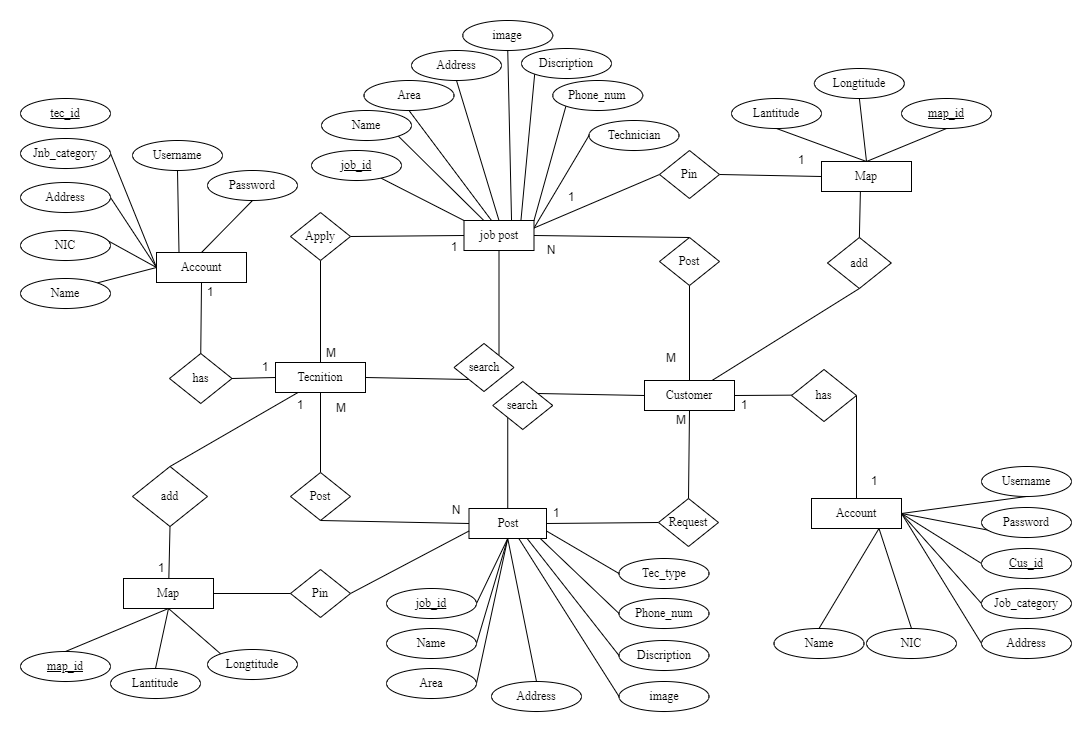 image
Address
Discription
Longtitude
Area
Phone_num
tec_id
Lantitude
map_id
Name
Technician
Jnb_category
Username
job_id
1
Pin
Map
Password
1
Address
Apply
1
job post
N
NIC
Post
add
Account
1
Name
M
M
search
has
1
Tecnition
Customer
1
has
1
M
search
M
1
Username
add
Post
N
Post
1
Request
Account
Password
Cus_id
1
Tec_type
Map
Pin
job_id
Phone_num
Job_category
Name
Name
NIC
Address
map_id
Longtitude
Discription
Lantitude
Area
Address
image